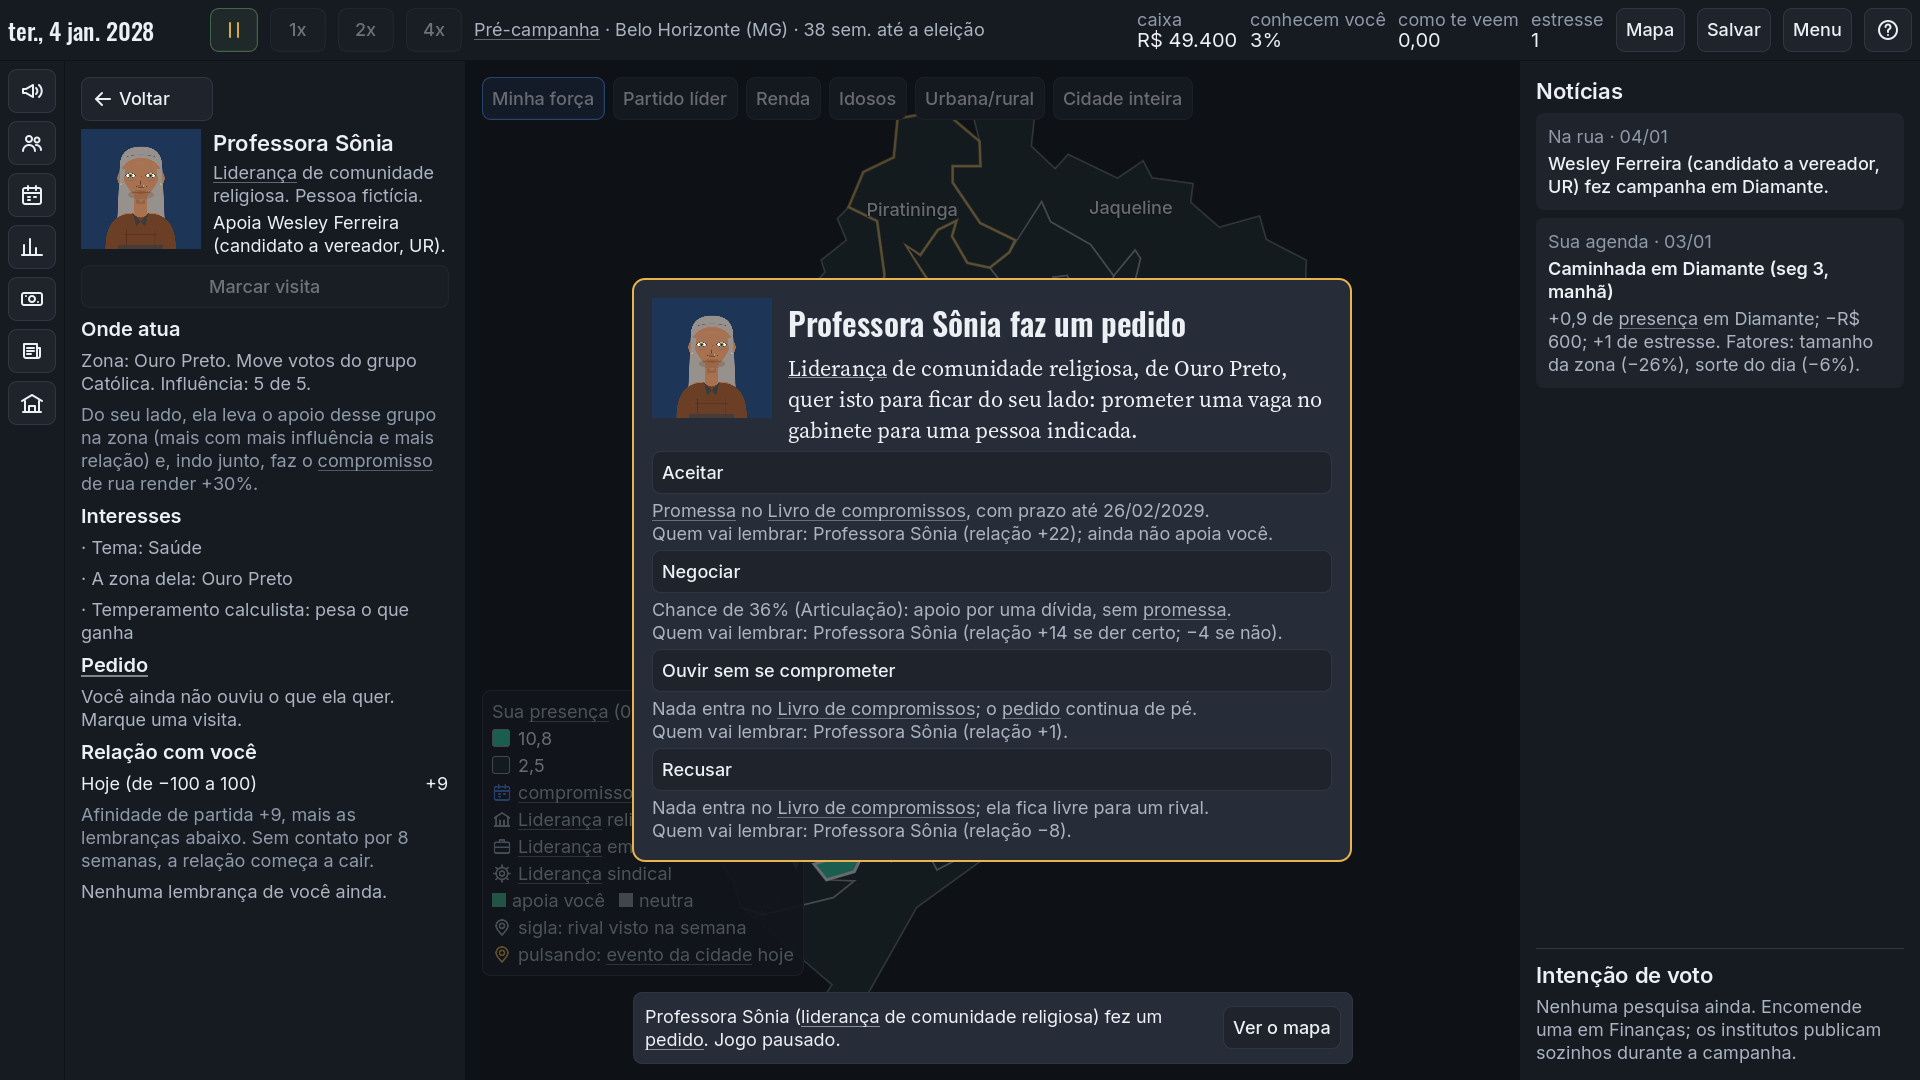 ter., 4 jan. 2028
1x
2x
4x
Pré-campanha · Belo Horizonte (MG) · 38 sem. até a eleição
caixa
R$ 49.400
conhecem você
3%
como te veem
0,00
estresse
1
Mapa
Salvar
Menu
Voltar
Professora Sônia
Liderança de comunidade
religiosa. Pessoa fictícia.
Apoia Wesley Ferreira
(candidato a vereador, UR).
Marcar visita
Onde atua
Zona: Ouro Preto. Move votos do grupo
Católica. Influência: 5 de 5.
Do seu lado, ela leva o apoio desse grupo
na zona (mais com mais influência e mais
relação) e, indo junto, faz o compromisso
de rua render +30%.
Interesses
· Tema: Saúde
· A zona dela: Ouro Preto
· Temperamento calculista: pesa o que
ganha
Pedido
Você ainda não ouviu o que ela quer.
Marque uma visita.
Relação com você
Hoje (de −100 a 100) +9
Afinidade de partida +9, mais as
lembranças abaixo. Sem contato por 8
semanas, a relação começa a cair.
Nenhuma lembrança de você ainda.
Minha força
Partido líder
Renda
Idosos
Urbana/rural
Cidade inteira
Piratininga
Jaqueline
Professora Sônia faz um pedido
Liderança de comunidade religiosa, de Ouro Preto,
quer isto para ficar do seu lado: prometer uma vaga no
gabinete para uma pessoa indicada.
Aceitar
Promessa no Livro de compromissos, com prazo até 26/02/2029.
Quem vai lembrar: Professora Sônia (relação +22); ainda não apoia você.
Negociar
Chance de 36% (Articulação): apoio por uma dívida, sem promessa.
Quem vai lembrar: Professora Sônia (relação +14 se der certo; −4 se não).
Ouvir sem se comprometer
Nada entra no Livro de compromissos; o pedido continua de pé.
Quem vai lembrar: Professora Sônia (relação +1).
Recusar
Nada entra no Livro de compromissos; ela fica livre para um rival.
Quem vai lembrar: Professora Sônia (relação −8).
Sua presença (0
10,8
2,5
compromisso
Liderança reli
Liderança em
Liderança sindical
apoia você neutra
sigla: rival visto na semana
pulsando: evento da cidade hoje
Professora Sônia (liderança de comunidade religiosa) fez um
pedido. Jogo pausado.
Ver o mapa
Notícias
Na rua · 04/01
Wesley Ferreira (candidato a vereador,
UR) fez campanha em Diamante.
Sua agenda · 03/01
Caminhada em Diamante (seg 3,
manhã)
+0,9 de presença em Diamante; −R$
600; +1 de estresse. Fatores: tamanho
da zona (−26%), sorte do dia (−6%).
Intenção de voto
Nenhuma pesquisa ainda. Encomende
uma em Finanças; os institutos publicam
sozinhos durante a campanha.